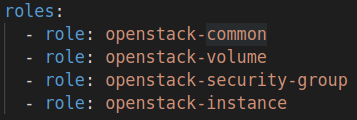 roles:
  - role: openstack-common
  - role: openstack-volume
  - role: openstack-security-group
  - role: openstack-instance